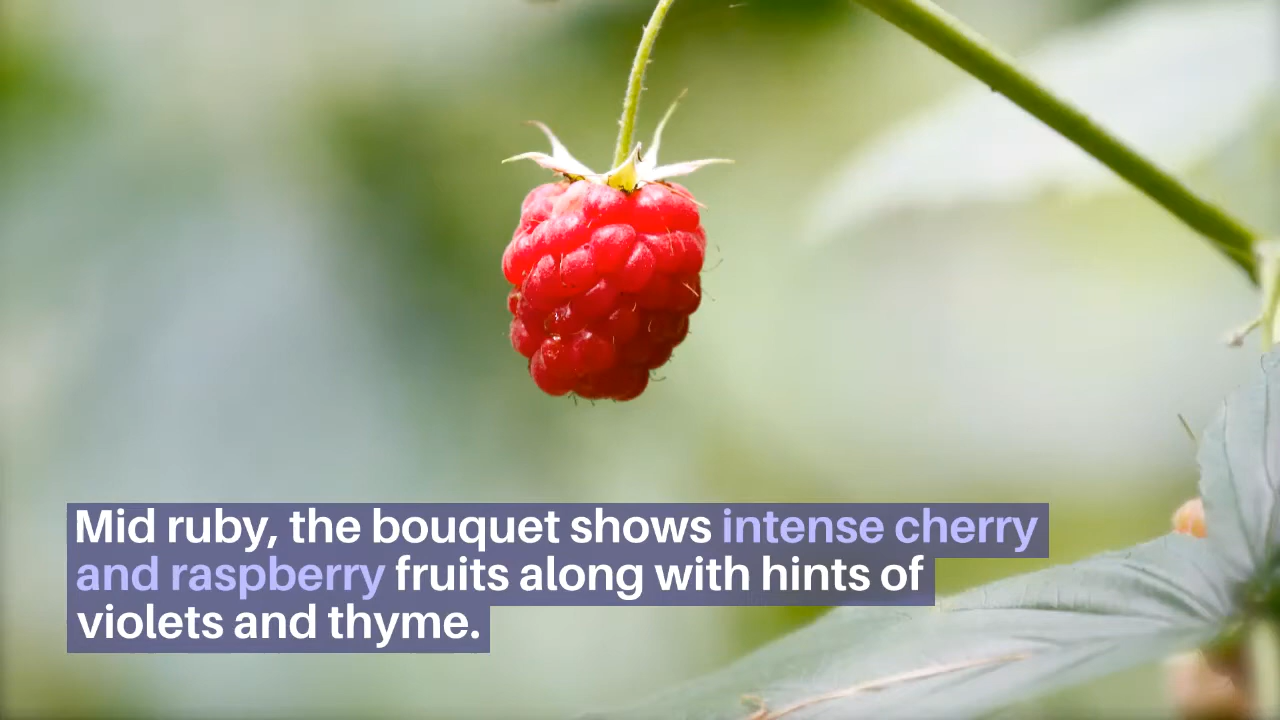 Mid ruby, the bouquet shows intense cherry
and raspberry fruits along with hints of
violets and thyme.